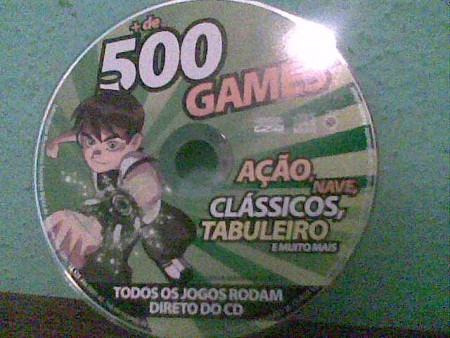 + de
500
GAMES
AÇÃO,
NAVE,
CLÁSSICOS,
TABULEIRO
E MUITO MAIS
TODOS OS JOGOS RODAM
DIRETO DO CD